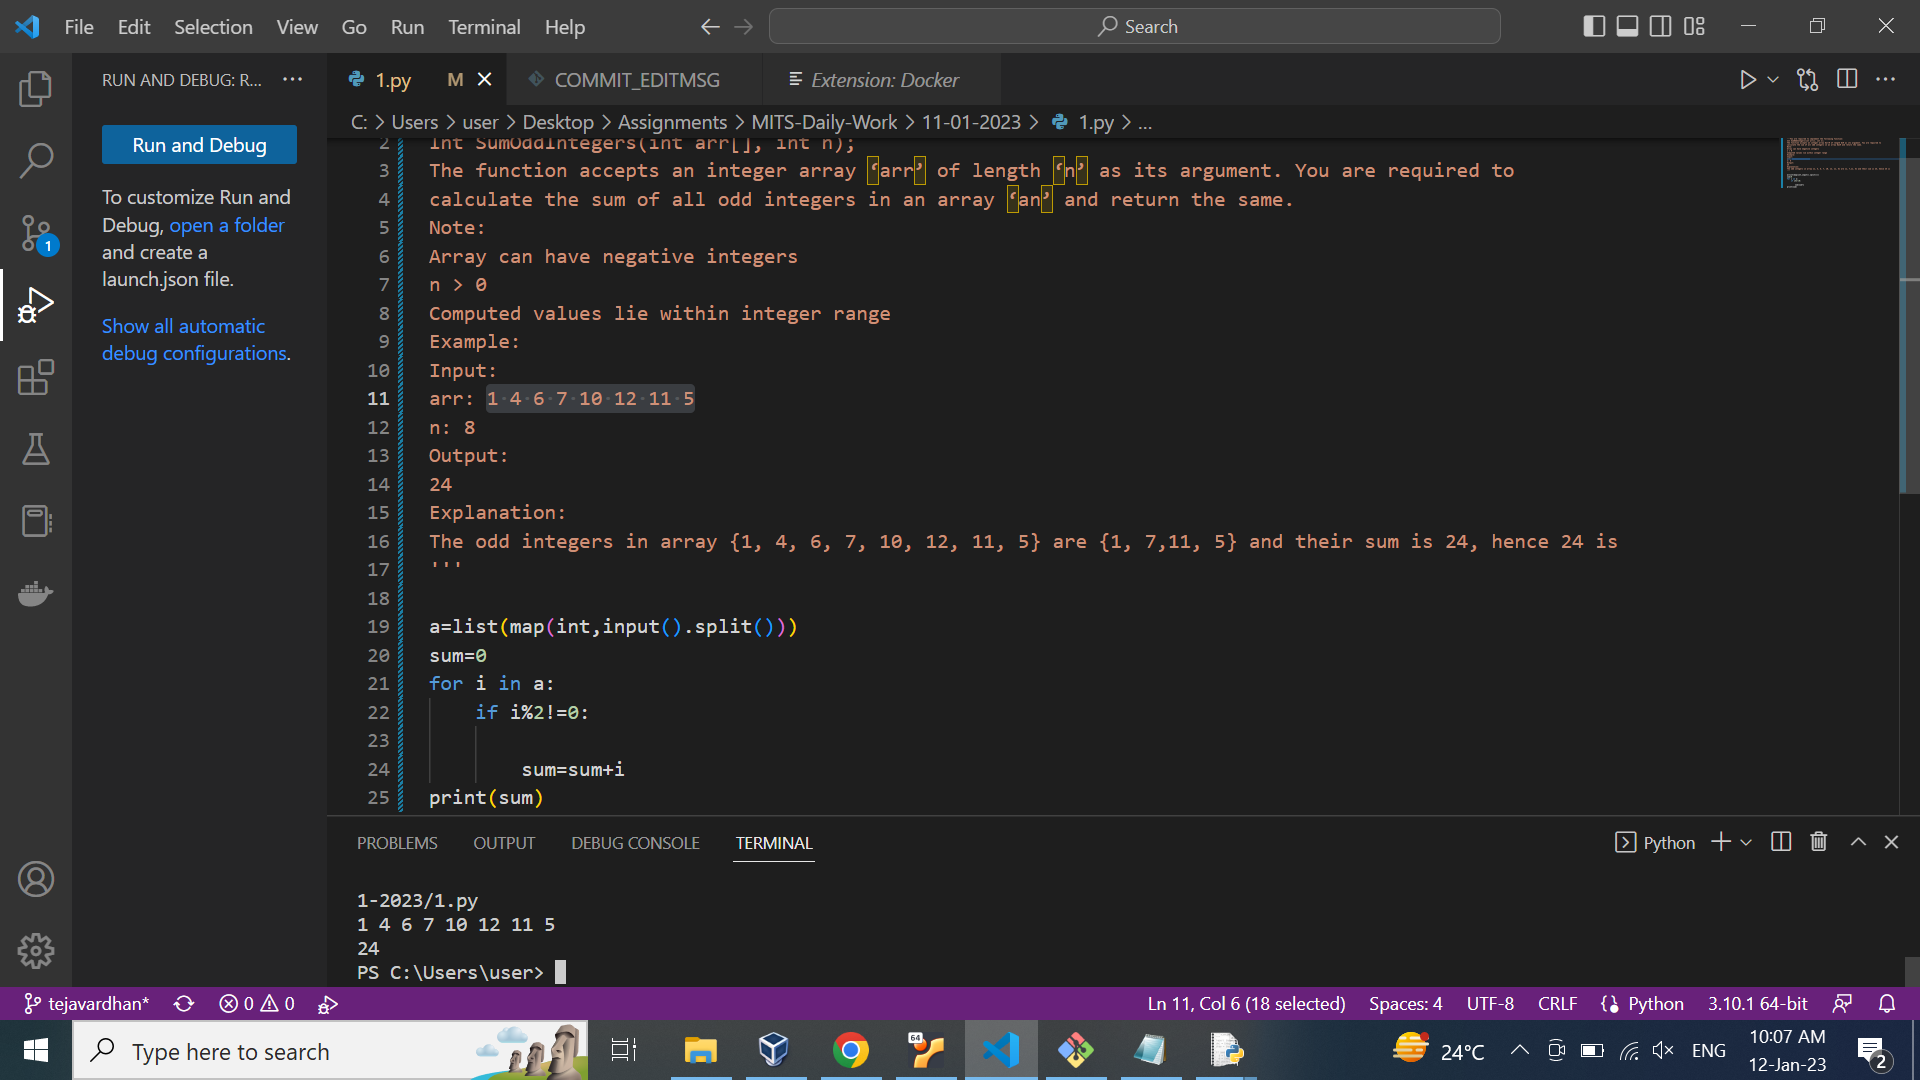 File Edit Selection View Go Run Terminal Help
Search
RUN AND DEBUG: R... ...
1.py M
COMMIT_EDITMSG
Extension: Docker
C: > Users > user > Desktop > Assignments > MITS-Daily-Work > 11-01-2023 > 1.py > ...
Run and Debug
To customize Run and
Debug, open a folder
and create a
launch.json file.
Show all automatic
debug configurations.
1
2 int SumOddIntegers(int arr[], int n);
3 The function accepts an integer array ‘arr’ of length ‘n’ as its argument. You are required to
4 calculate the sum of all odd integers in an array ‘an’ and return the same.
5 Note:
6 Array can have negative integers
7 n > 0
8 Computed values lie within integer range
9 Example:
10 Input:
11 arr: 1 4 6 7 10 12 11 5
12 n: 8
13 Output:
14 24
15 Explanation:
16 The odd integers in array {1, 4, 6, 7, 10, 12, 11, 5} are {1, 7,11, 5} and their sum is 24, hence 24 is
17 '''
18
19 a=list(map(int,input().split()))
20 sum=0
21 for i in a:
22 if i%2!=0:
23
24 sum=sum+i
25 print(sum)
PROBLEMS OUTPUT DEBUG CONSOLE TERMINAL
Python
1-2023/1.py
1 4 6 7 10 12 11 5
24
PS C:\Users\user>
tejavardhan* 0 0
Ln 11, Col 6 (18 selected) Spaces: 4 UTF-8 CRLF {} Python 3.10.1 64-bit
Type here to search
64
24°C
ENG
10:07 AM
12-Jan-23
2